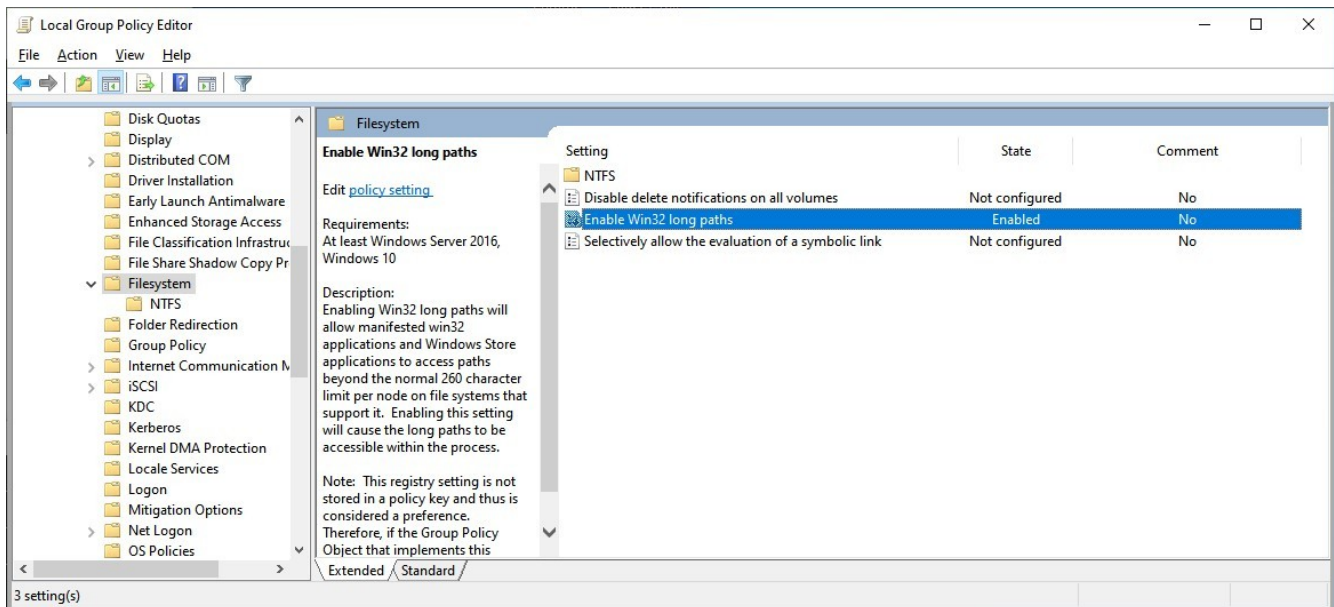 Local Group Policy Editor
File Action View Help
Disk Quotas
Display
Distributed COM
Driver Installation
Early Launch Antimalware
Enhanced Storage Access
File Classification Infrastruc
File Share Shadow Copy Pr
Filesystem
NTFS
Folder Redirection
Group Policy
Internet Communication M
iSCSI
KDC
Kerberos
Kernel DMA Protection
Locale Services
Logon
Mitigation Options
Net Logon
OS Policies
Filesystem
Enable Win32 long paths
Edit policy setting
Requirements:
At least Windows Server 2016,
Windows 10
Description:
Enabling Win32 long paths will
allow manifested win32
applications and Windows Store
applications to access paths
beyond the normal 260 character
limit per node on file systems that
support it. Enabling this setting
will cause the long paths to be
accessible within the process.
Note: This registry setting is not
stored in a policy key and thus is
considered a preference.
Therefore, if the Group Policy
Object that implements this
Setting State Comment
NTFS
Disable delete notifications on all volumes Not configured No
Enable Win32 long paths Enabled No
Selectively allow the evaluation of a symbolic link Not configured No
Extended Standard
3 setting(s)